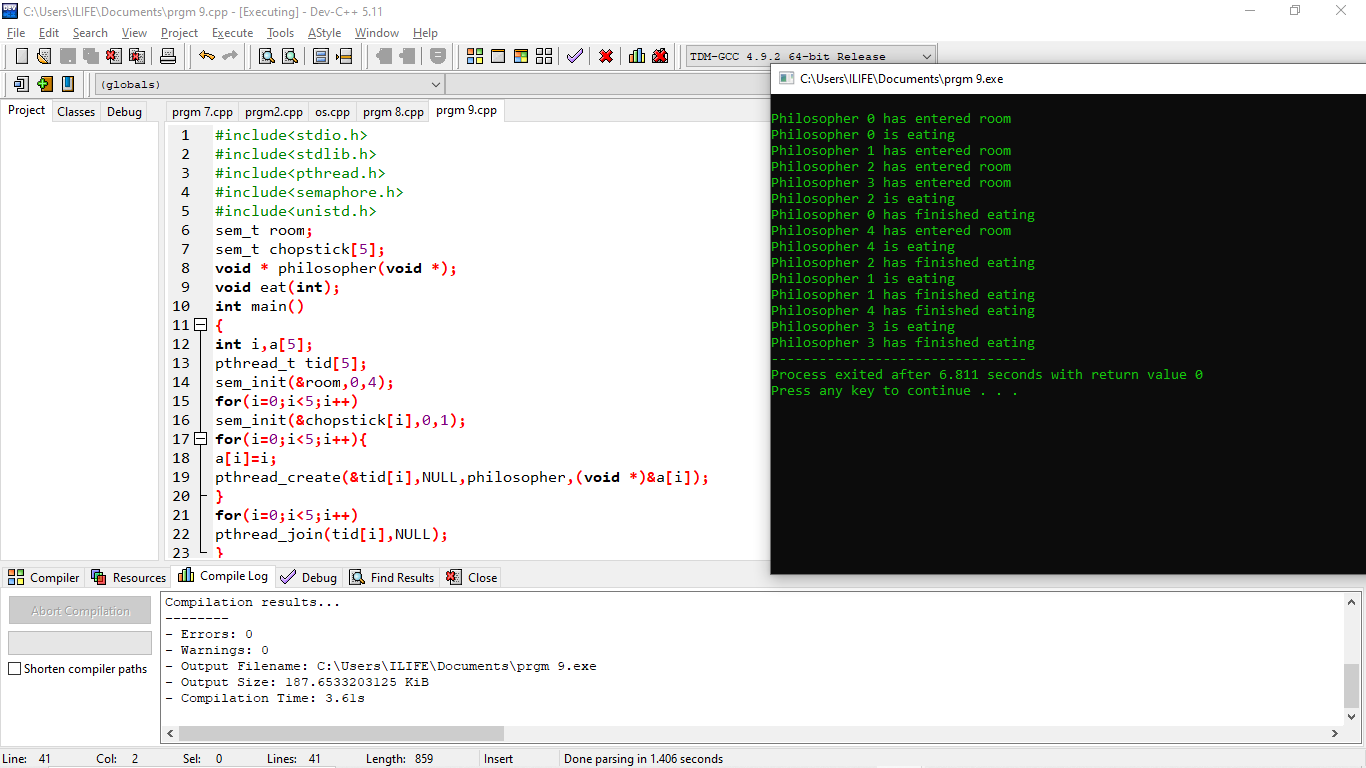 C:\Users\ILIFE\Documents\prgm 9.cpp - [Executing] - Dev-C++ 5.11
File Edit Search View Project Execute Tools AStyle Window Help
TDM-GCC 4.9.2 64-bit Release
(globals)
Project Classes Debug
prgm 7.cpp prgm2.cpp os.cpp prgm 8.cpp prgm 9.cpp
1 #include<stdio.h>
2 #include<stdlib.h>
3 #include<pthread.h>
4 #include<semaphore.h>
5 #include<unistd.h>
6 sem_t room;
7 sem_t chopstick[5];
8 void * philosopher(void *);
9 void eat(int);
10 int main()
11 {
12 int i,a[5];
13 pthread_t tid[5];
14 sem_init(&room,0,4);
15 for(i=0;i<5;i++)
16 sem_init(&chopstick[i],0,1);
17 for(i=0;i<5;i++){
18 a[i]=i;
19 pthread_create(&tid[i],NULL,philosopher,(void *)&a[i]);
20 }
21 for(i=0;i<5;i++)
22 pthread_join(tid[i],NULL);
23 }
C:\Users\ILIFE\Documents\prgm 9.exe
Philosopher 0 has entered room
Philosopher 0 is eating
Philosopher 1 has entered room
Philosopher 2 has entered room
Philosopher 3 has entered room
Philosopher 2 is eating
Philosopher 0 has finished eating
Philosopher 4 has entered room
Philosopher 4 is eating
Philosopher 2 has finished eating
Philosopher 1 is eating
Philosopher 1 has finished eating
Philosopher 4 has finished eating
Philosopher 3 is eating
Philosopher 3 has finished eating
--------------------------------
Process exited after 6.811 seconds with return value 0
Press any key to continue . . .
Compiler Resources Compile Log Debug Find Results Close
Abort Compilation
Shorten compiler paths
Compilation results...
--------
- Errors: 0
- Warnings: 0
- Output Filename: C:\Users\ILIFE\Documents\prgm 9.exe
- Output Size: 187.6533203125 KiB
- Compilation Time: 3.61s
Line: 41 Col: 2 Sel: 0 Lines: 41 Length: 859 Insert Done parsing in 1.406 seconds